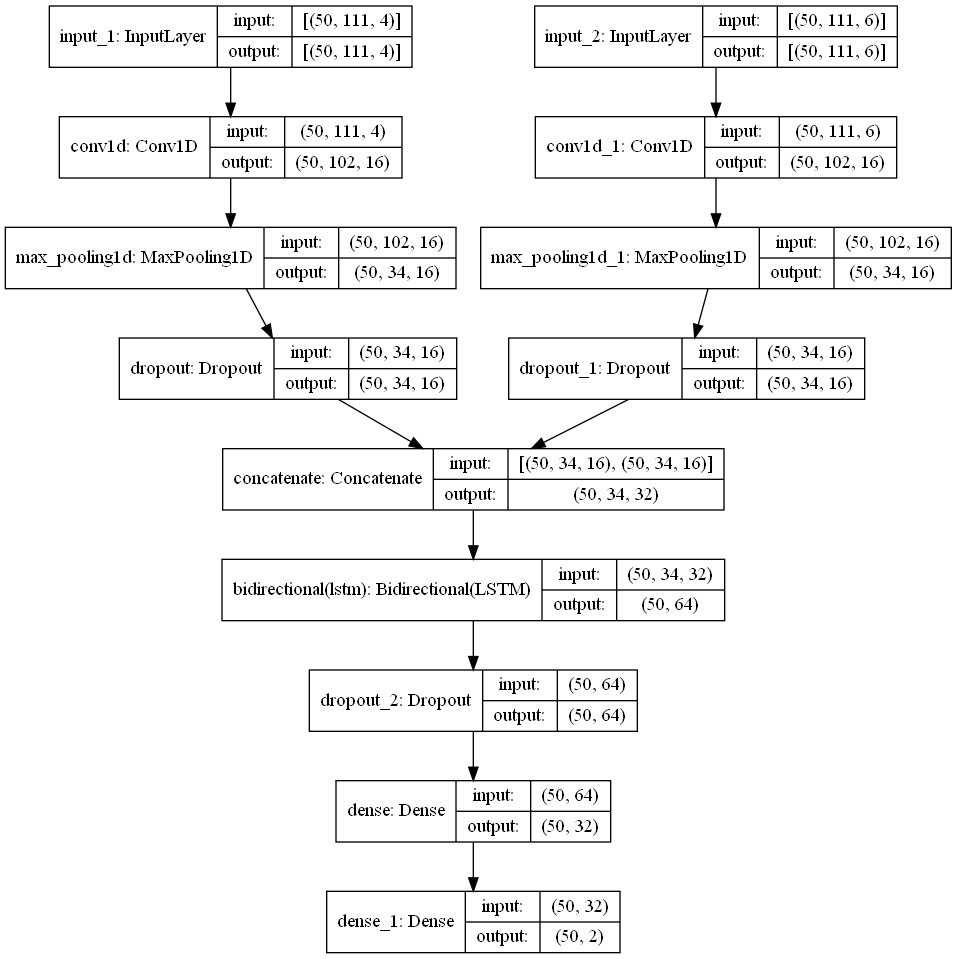 input_1: InputLayer
input:
[(50, 111, 4)]
output:
[(50, 111, 4)]
input_2: InputLayer
input:
[(50, 111, 6)]
output:
[(50, 111, 6)]
conv1d: Conv1D
input:
(50, 111, 4)
output:
(50, 102, 16)
conv1d_1: Conv1D
input:
(50, 111, 6)
output:
(50, 102, 16)
max_pooling1d: MaxPooling1D
input:
(50, 102, 16)
output:
(50, 34, 16)
max_pooling1d_1: MaxPooling1D
input:
(50, 102, 16)
output:
(50, 34, 16)
dropout: Dropout
input:
(50, 34, 16)
output:
(50, 34, 16)
dropout_1: Dropout
input:
(50, 34, 16)
output:
(50, 34, 16)
concatenate: Concatenate
input:
[(50, 34, 16), (50, 34, 16)]
output:
(50, 34, 32)
bidirectional(lstm): Bidirectional(LSTM)
input:
(50, 34, 32)
output:
(50, 64)
dropout_2: Dropout
input:
(50, 64)
output:
(50, 64)
dense: Dense
input:
(50, 64)
output:
(50, 32)
dense_1: Dense
input:
(50, 32)
output:
(50, 2)